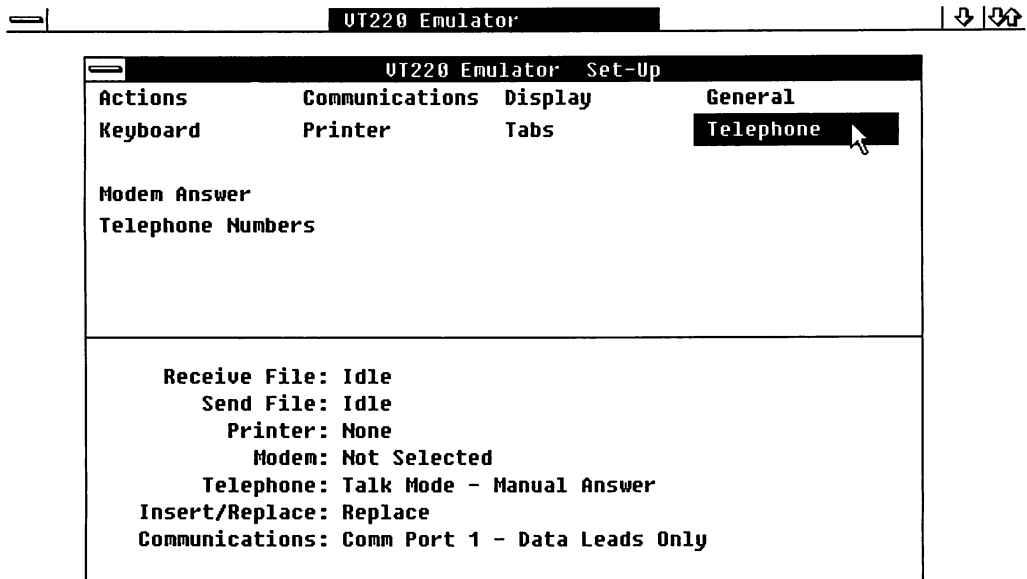 VT220 Emulator
VT220 Emulator Set-Up
Actions Communications Display General
Keyboard Printer Tabs Telephone
Modem Answer
Telephone Numbers
Receive File: Idle
Send File: Idle
Printer: None
Modem: Not Selected
Telephone: Talk Mode - Manual Answer
Insert/Replace: Replace
Communications: Comm Port 1 - Data Leads Only